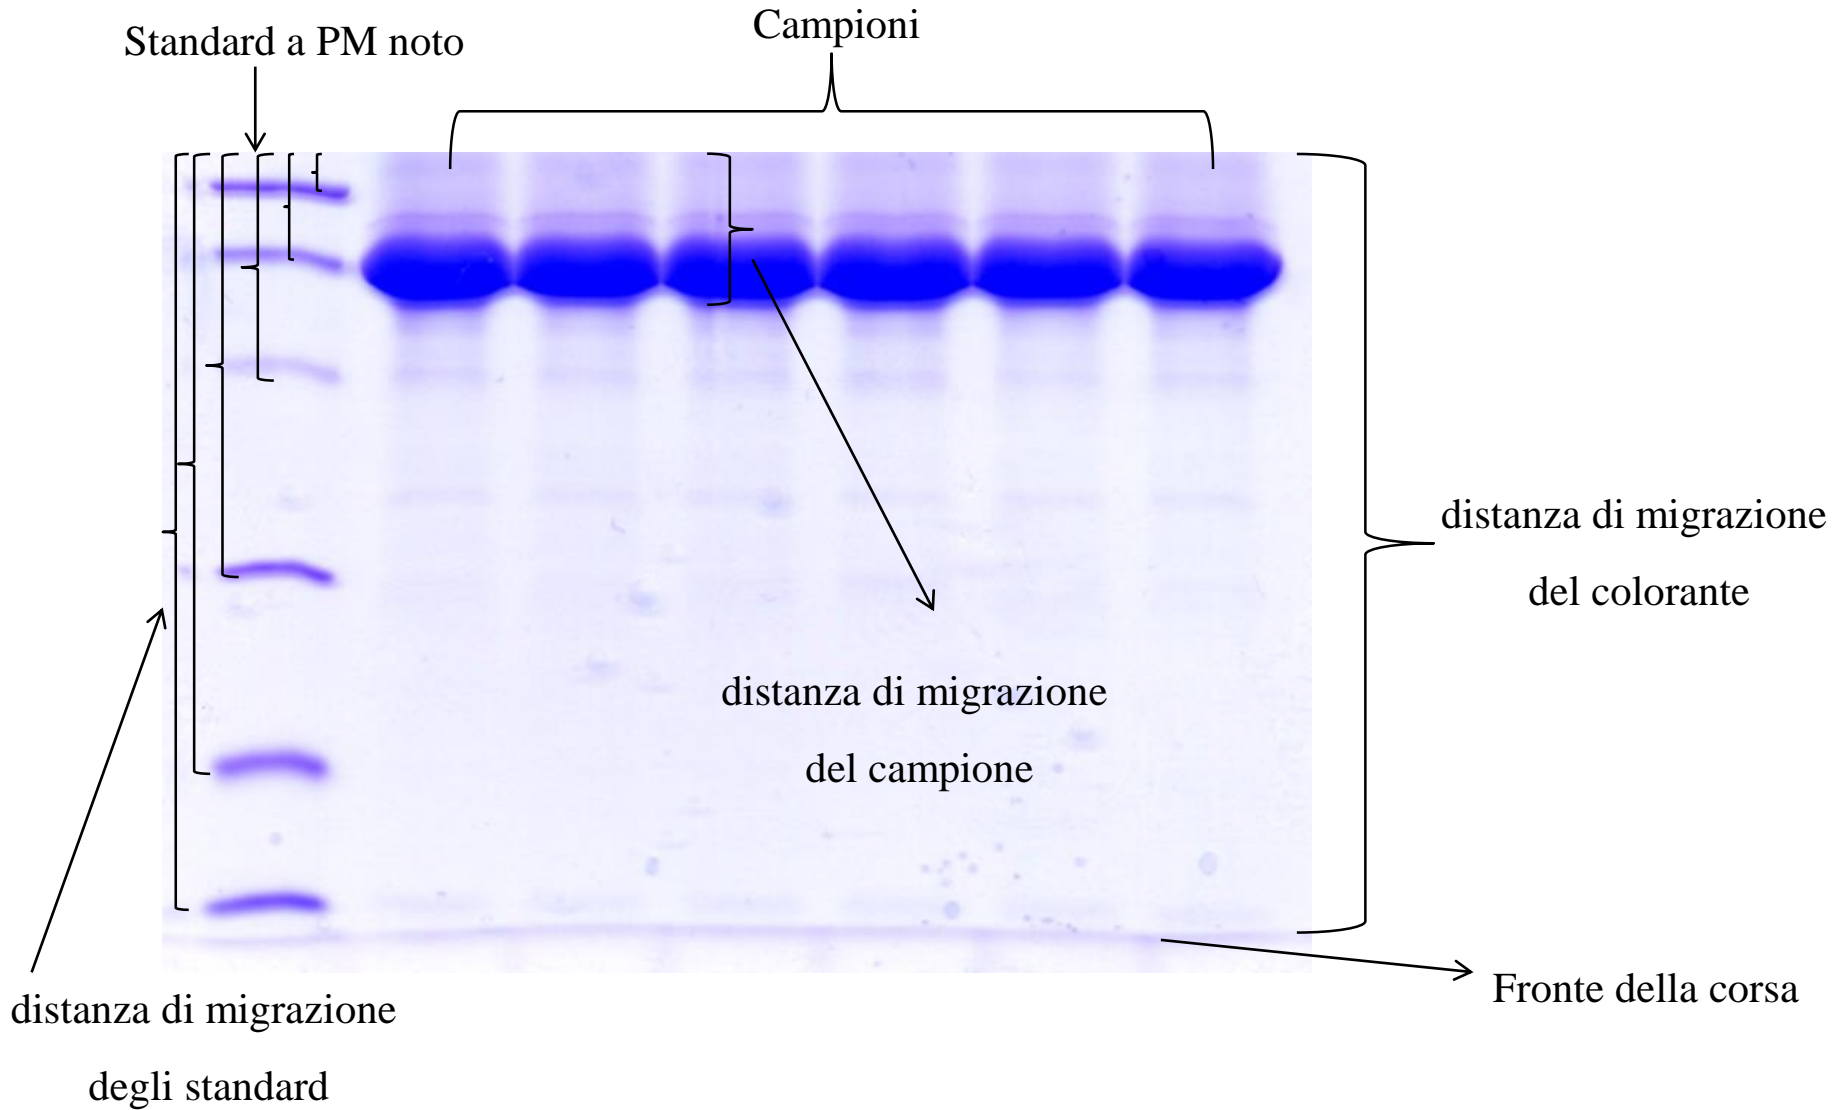 Standard a PM noto
Campioni
distanza di migrazione
del colorante
distanza di migrazione
del campione
Fronte della corsa
distanza di migrazione
degli standard